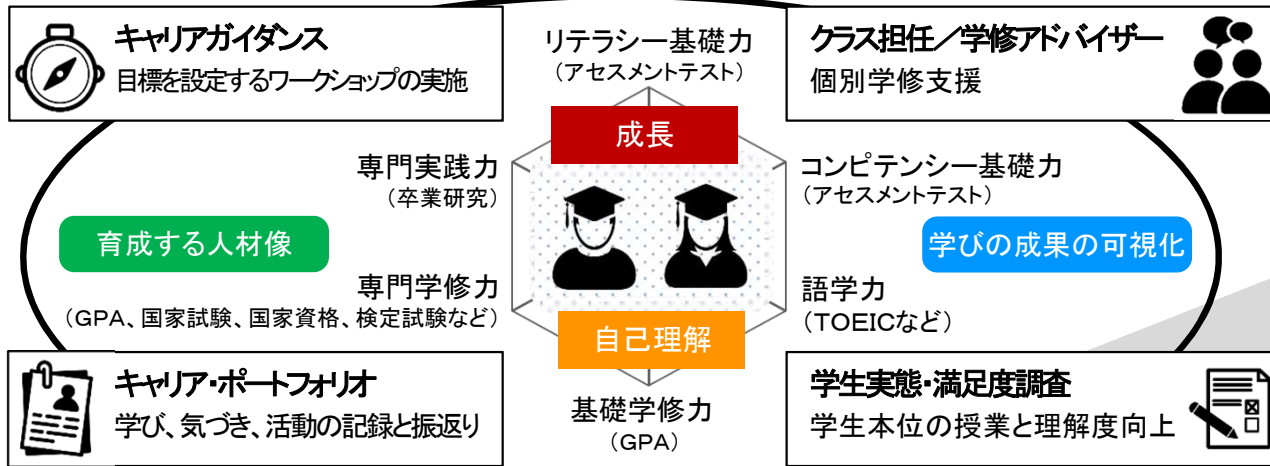 キャリアガイダンス
目標を設定するワークショップの実施
リテラシー基礎力
（アセスメントテスト）
クラス担任／学修アドバイザー
個別学修支援
成長
専門実践力
（卒業研究）
コンピテンシー基礎力
（アセスメントテスト）
育成する人材像
学びの成果の可視化
専門学修力
（GPA、国家試験、国家資格、検定試験など）
語学力
（TOEICなど）
自己理解
キャリア・ポートフォリオ
学び、気づき、活動の記録と振返り
基礎学修力
（GPA）
学生実態・満足度調査
学生本位の授業と理解度向上